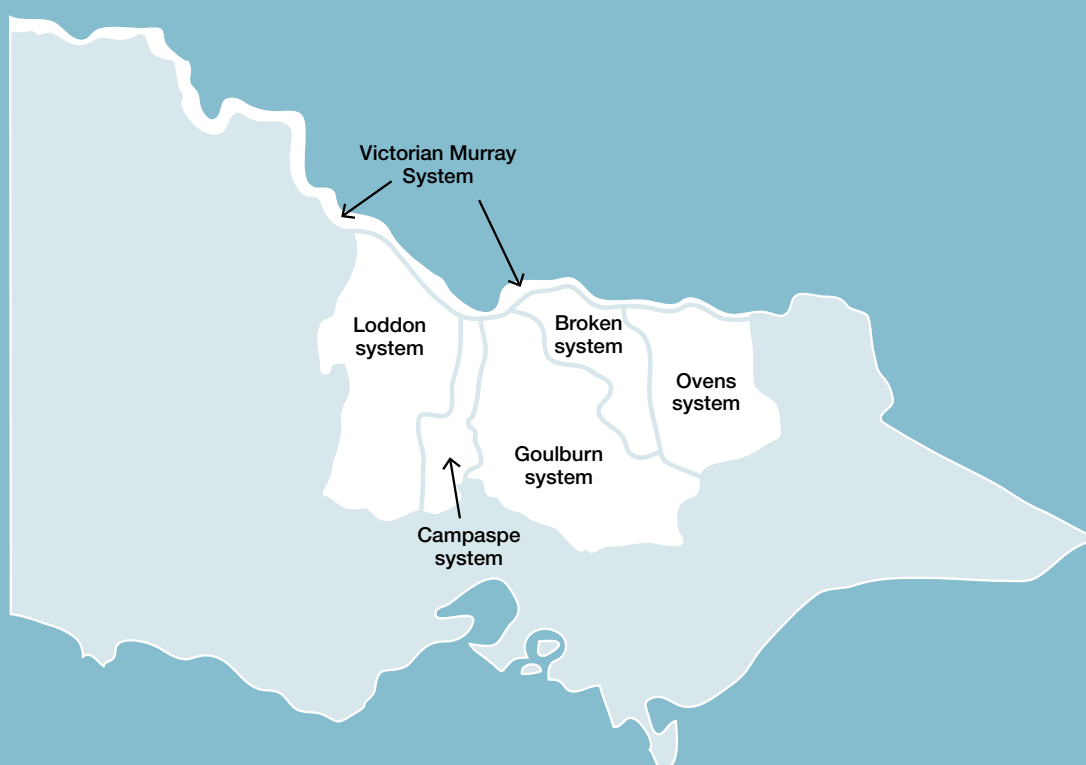 Victorian Murray
System
Loddon
system
Broken
system
Ovens
system
Goulburn
system
Campaspe
system